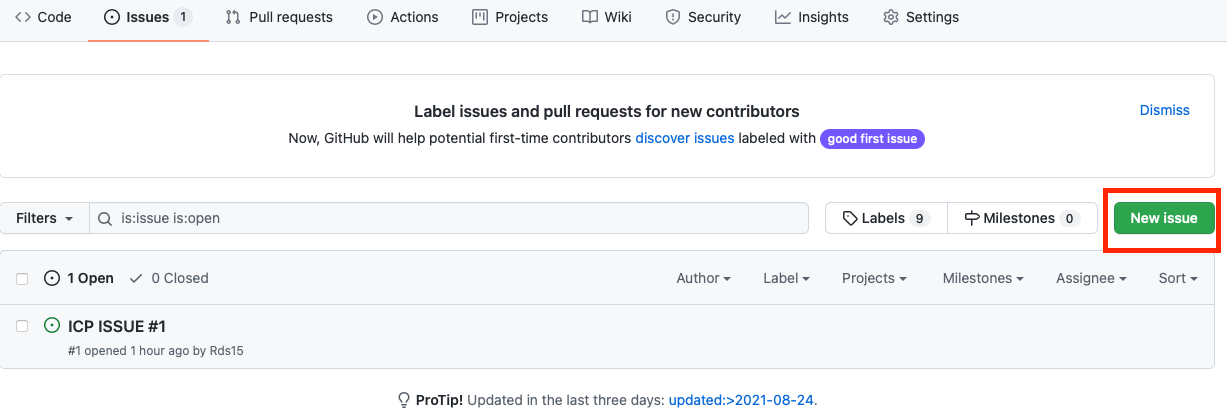 Code Issues 1 Pull requests Actions Projects Wiki Security Insights Settings
Label issues and pull requests for new contributors
Dismiss
Now, GitHub will help potential first-time contributors discover issues labeled with good first issue
Filters is:issue is:open Labels 9 Milestones 0 New issue
1 Open 0 Closed Author Label Projects Milestones Assignee Sort
ICP ISSUE #1
#1 opened 1 hour ago by Rds15
ProTip! Updated in the last three days: updated:>2021-08-24.